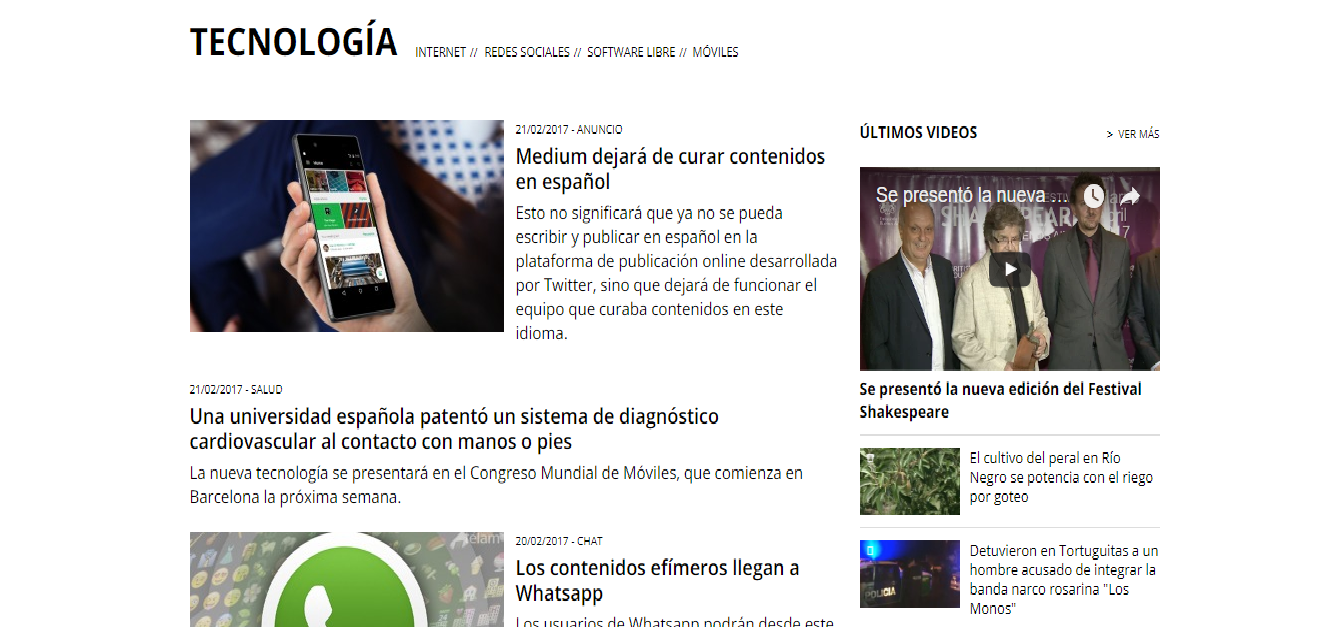 TECNOLOGÍA
INTERNET // REDES SOCIALES // SOFTWARE LIBRE // MÓVILES
21/02/2017 - ANUNCIO
Medium dejará de curar contenidos
en español
Esto no significará que ya no se pueda
escribir y publicar en español en la
plataforma de publicación online desarrollada
por Twitter, sino que dejará de funcionar el
equipo que curaba contenidos en este
idioma.
21/02/2017 - SALUD
Una universidad española patentó un sistema de diagnóstico
cardiovascular al contacto con manos o pies
La nueva tecnología se presentará en el Congreso Mundial de Móviles, que comienza en
Barcelona la próxima semana.
télam
20/02/2017 - CHAT
Los contenidos efímeros llegan a
Whatsapp
Los usuarios de Whatsapp podrán desde este
ÚLTIMOS VIDEOS
> VER MÁS
Se presentó la nueva ...
SHAKESPEAR
Se presentó la nueva edición del Festival
Shakespeare
El cultivo del peral en Río
Negro se potencia con el riego
por goteo
POLICIA
Detuvieron en Tortuguitas a un
hombre acusado de integrar la
banda narco rosarina "Los
Monos"